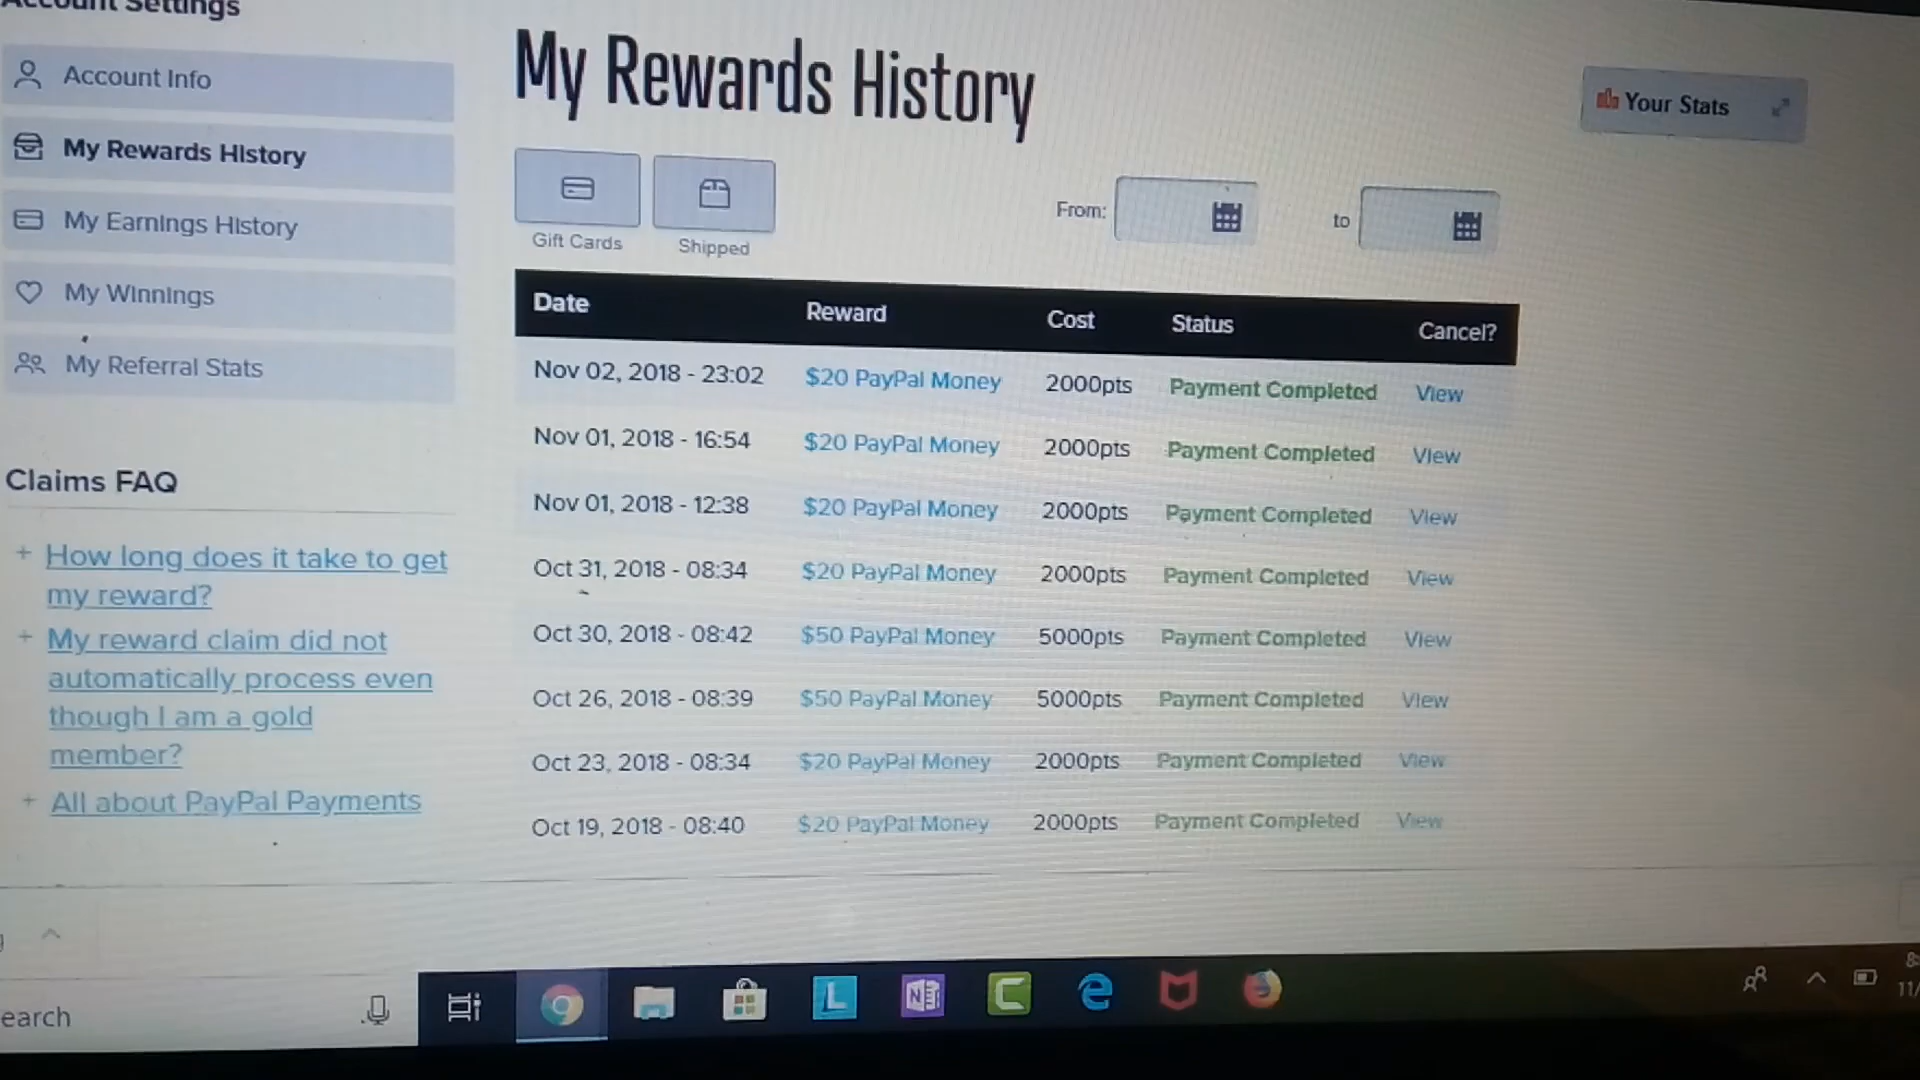 Account Settings
Account Info
My Rewards History
My Earnings History
My Winnings
My Referral Stats
Claims FAQ
+ How long does it take to get
my reward?
+ My reward claim did not
automatically process even
though I am a gold
member?
+ All about PayPal Payments
My Rewards History
Your Stats
Gift Cards
Shipped
From:
to
Date Reward Cost Status Cancel?
Nov 02, 2018 - 23:02 $20 PayPal Money 2000pts Payment Completed View
Nov 01, 2018 - 16:54 $20 PayPal Money 2000pts Payment Completed View
Nov 01, 2018 - 12:38 $20 PayPal Money 2000pts Payment Completed View
Oct 31, 2018 - 08:34 $20 PayPal Money 2000pts Payment Completed View
Oct 30, 2018 - 08:42 $50 PayPal Money 5000pts Payment Completed View
Oct 26, 2018 - 08:39 $50 PayPal Money 5000pts Payment Completed View
Oct 23, 2018 - 08:34 $20 PayPal Money 2000pts Payment Completed View
Oct 19, 2018 - 08:40 $20 PayPal Money 2000pts Payment Completed View
earch
L
N
C
8:
11/